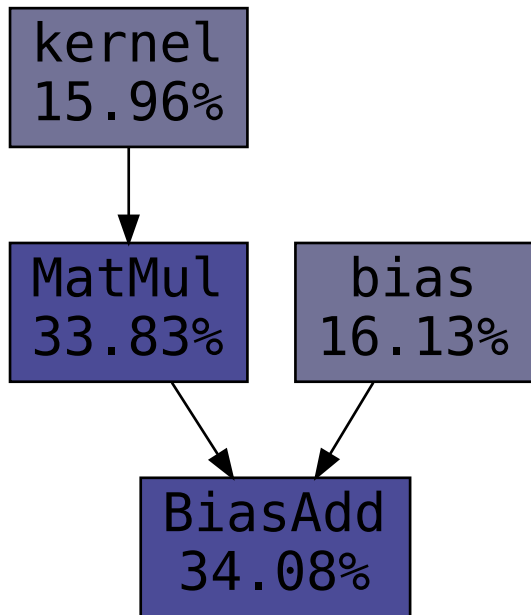 kernel
15.96%
MatMul
33.83%
bias
16.13%
BiasAdd
34.08%